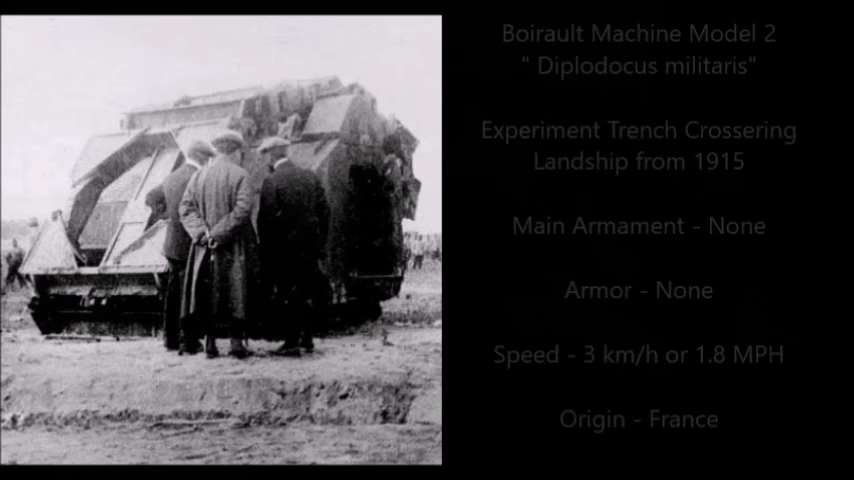 Boirault Machine Model 2
" Diplodocus militaris"
Experiment Trench Crossering
Landship from 1915
Main Armament - None
Armor - None
Speed - 3 km/h or 1.8 MPH
Origin - France